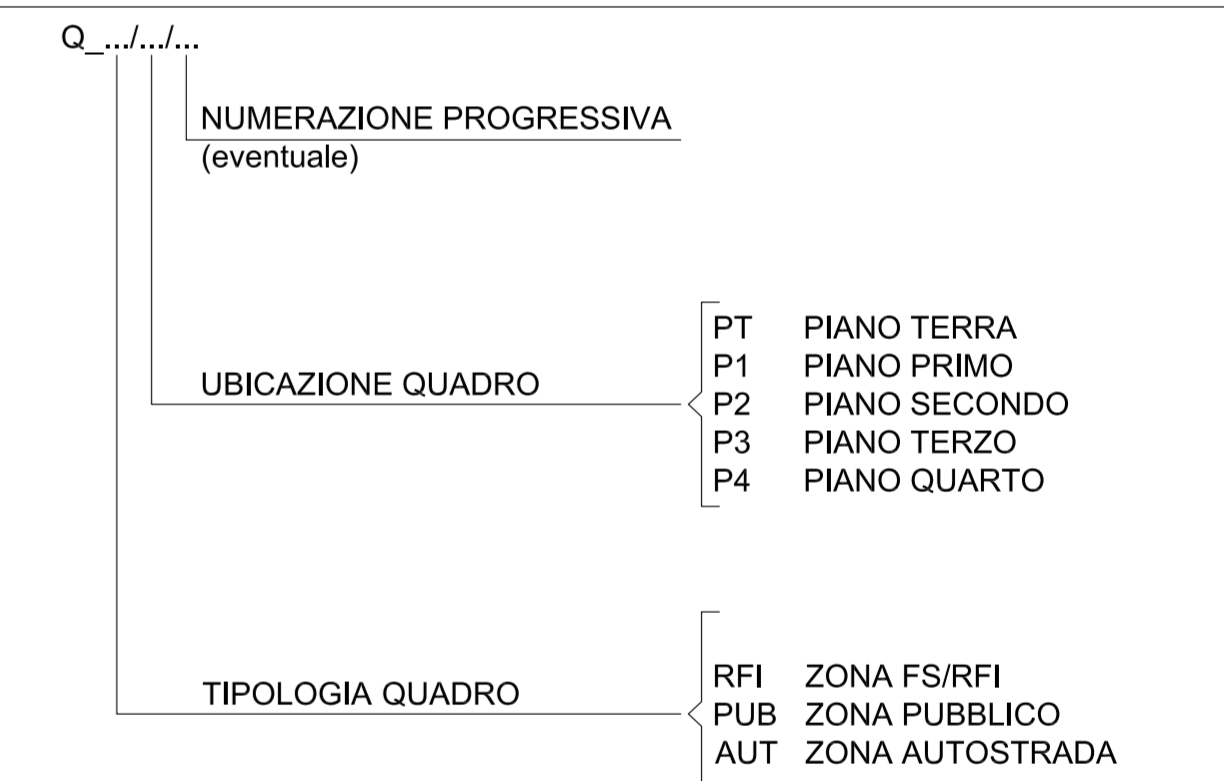 Q_.../.../...
NUMERAZIONE PROGRESSIVA
(eventuale)
UBICAZIONE QUADRO
PT PIANO TERRA
P1 PIANO PRIMO
P2 PIANO SECONDO
P3 PIANO TERZO
P4 PIANO QUARTO
TIPOLOGIA QUADRO
RFI ZONA FS/RFI
PUB ZONA PUBBLICO
AUT ZONA AUTOSTRADA